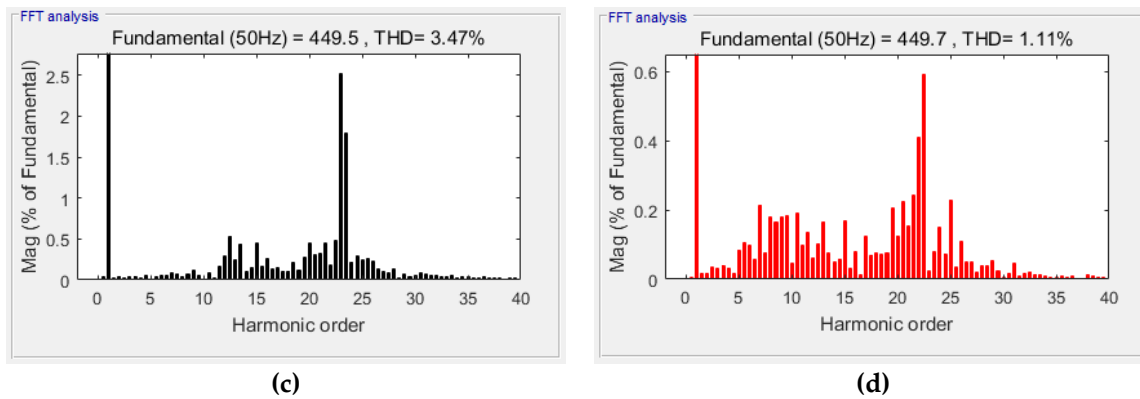 FFT analysis
Fundamental (50Hz) = 449.5 , THD= 3.47%
Mag (% of Fundamental)
2.5
2
1.5
1
0.5
0
0 5 10 15 20 25 30 35 40
Harmonic order
(c)
FFT analysis
Fundamental (50Hz) = 449.7 , THD= 1.11%
Mag (% of Fundamental)
0.6
0.4
0.2
0
0 5 10 15 20 25 30 35 40
Harmonic order
(d)